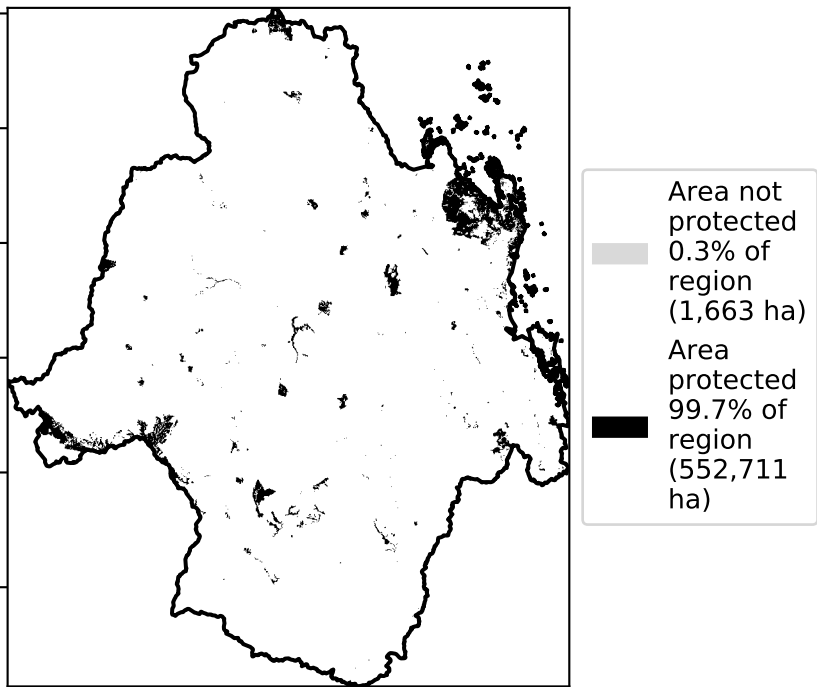 Area not
protected
0.3% of
region
(1,663 ha)
Area
protected
99.7% of
region
(552,711
ha)